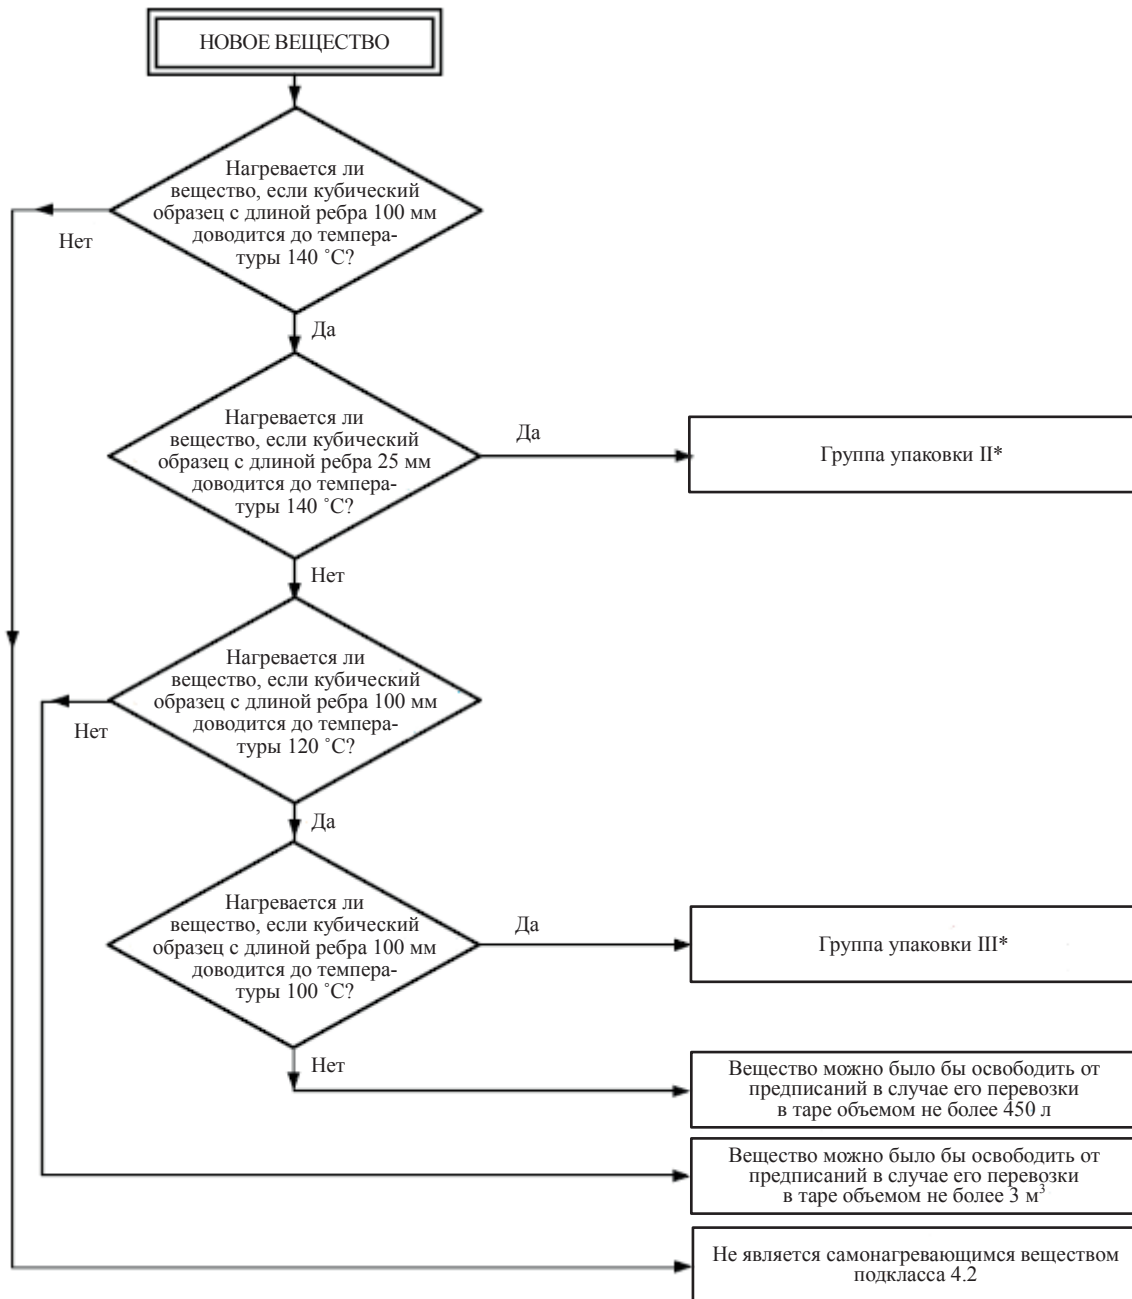 НОВОЕ ВЕЩЕСТВО
Нагревается ли
вещество, если кубический
образец с длиной ребра 100 мм
доводится до темпера-
туры 140 ˚C?
Нет
Да
Нагревается ли
вещество, если кубический
образец с длиной ребра 25 мм
доводится до темпера-
туры 140 ˚C?
Да
Группа упаковки II*
Нет
Нагревается ли
вещество, если кубический
образец с длиной ребра 100 мм
доводится до темпера-
туры 120 ˚C?
Нет
Да
Нагревается ли
вещество, если кубический
образец с длиной ребра 100 мм
доводится до темпера-
туры 100 ˚C?
Да
Группа упаковки III*
Нет
Вещество можно было бы освободить от
предписаний в случае его перевозки
в таре объемом не более 450 л
Вещество можно было бы освободить от
предписаний в случае его перевозки
в таре объемом не более 3 м³
Не является самонагревающимся веществом
подкласса 4.2